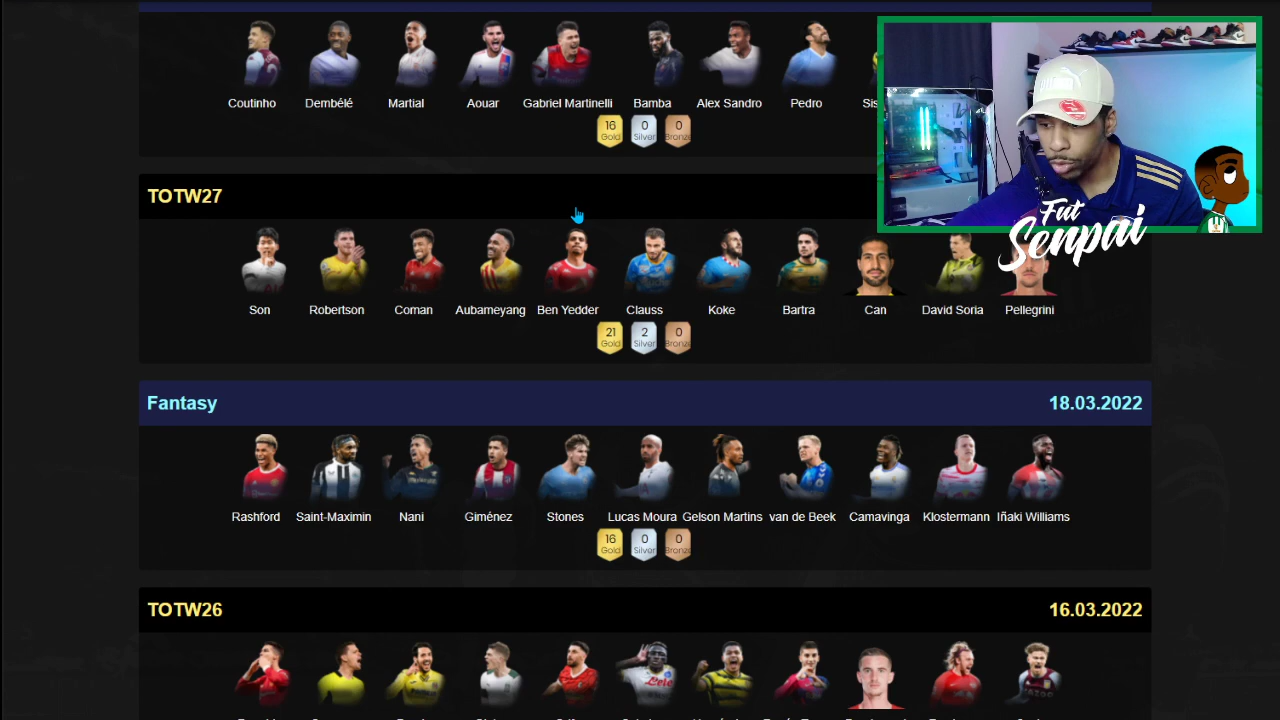 Coutinho Dembélé Martial Aouar Gabriel Martinelli Bamba Alex Sandro Pedro
16 0 0
Gold Silver Bronze
TOTW27
Fut
Senpai
Son Robertson Coman Aubameyang Ben Yedder Clauss Koke Bartra Can David Soria Pellegrini
21 2 0
Gold Silver Bronze
Fantasy 18.03.2022
Rashford Saint-Maximin Nani Giménez Stones Lucas Moura Gelson Martins van de Beek Camavinga Klostermann Iñaki Williams
16 0 0
Gold Silver Bronze
TOTW26 16.03.2022